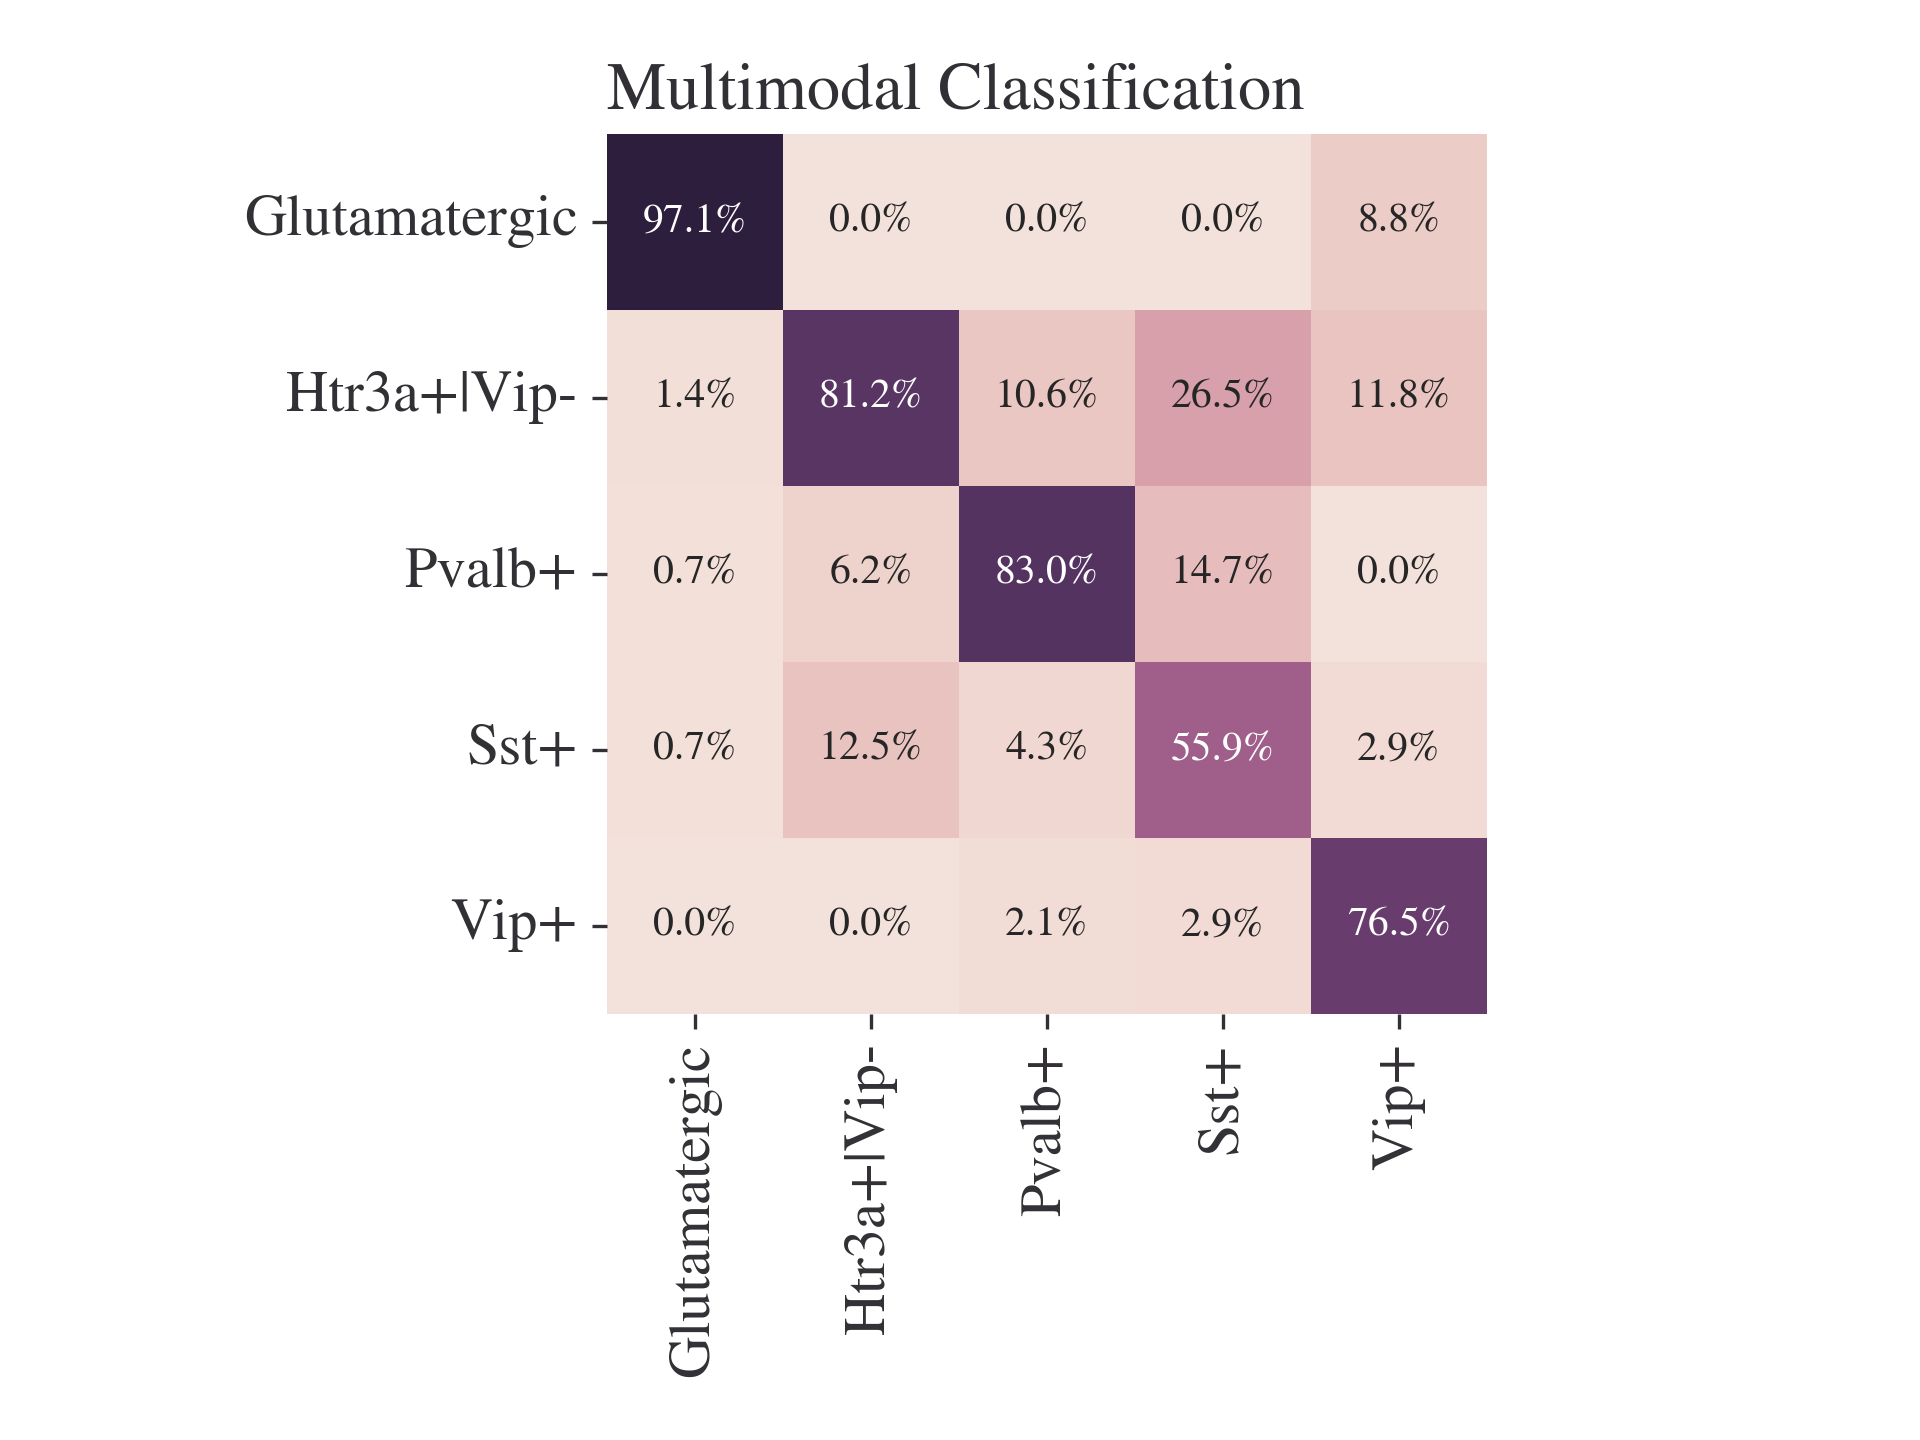 Multimodal Classification
Glutamatergic 97.1% 0.0% 0.0% 0.0% 8.8%
Htr3a+|Vip- 1.4% 81.2% 10.6% 26.5% 11.8%
Pvalb+ 0.7% 6.2% 83.0% 14.7% 0.0%
Sst+ 0.7% 12.5% 4.3% 55.9% 2.9%
Vip+ 0.0% 0.0% 2.1% 2.9% 76.5%
Glutamatergic
Htr3a+|Vip-
Pvalb+
Sst+
Vip+